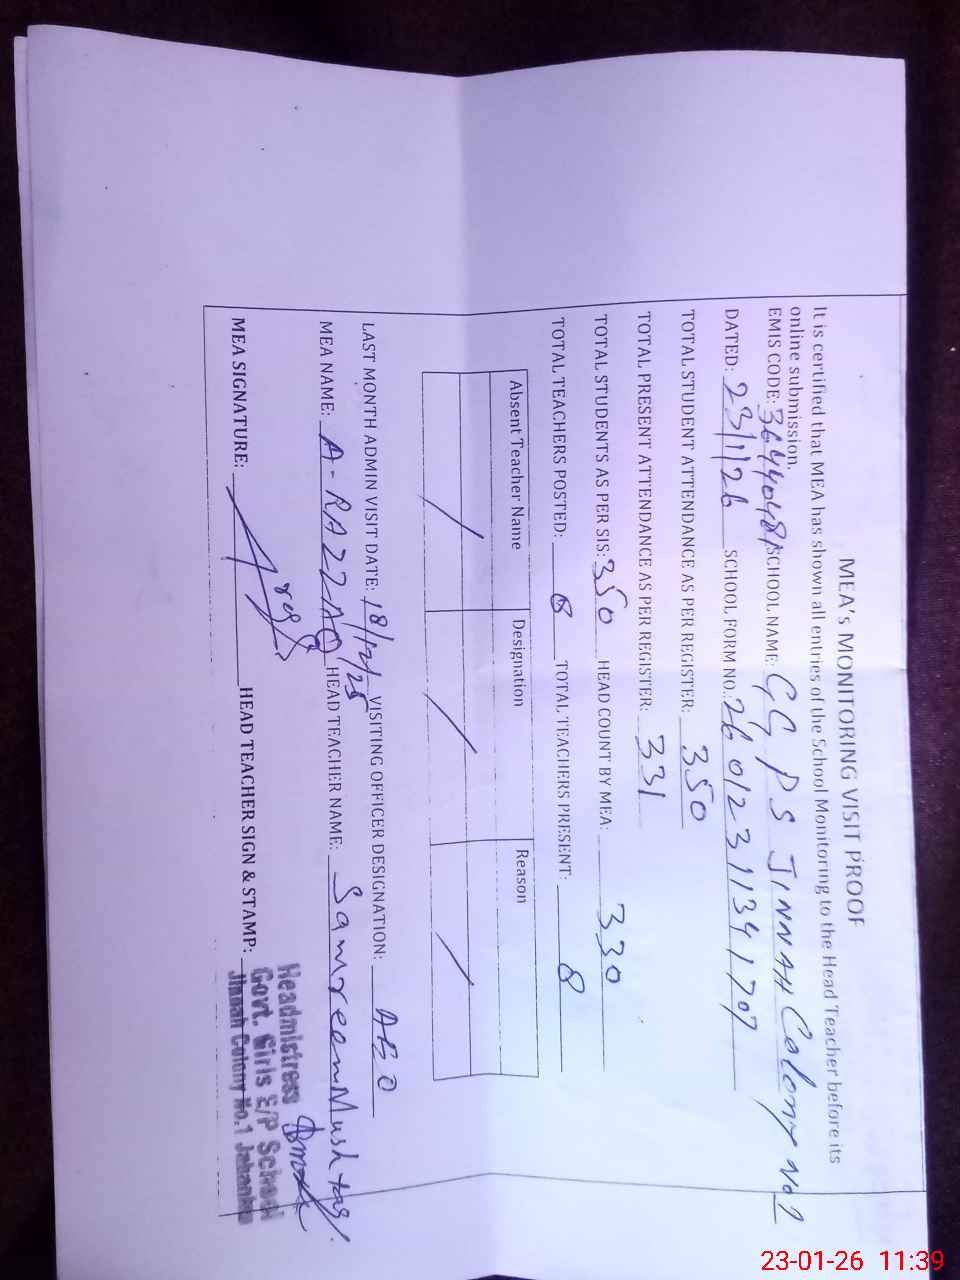 MEA's MONITORING VISIT PROOF
It is certified that MEA has shown all entries of the School Monitoring to the Head Teacher before its
online submission.
EMIS CODE: 36440481 SCHOOL NAME: GG PS JINNAH Colony No 1
DATED: 23/1/26 SCHOOL FORM NO.: 26012311341707
TOTAL STUDENT ATTENDANCE AS PER REGISTER: 350
TOTAL PRESENT ATTENDANCE AS PER REGISTER: 331
TOTAL STUDENTS AS PER SIS: 350 HEAD COUNT BY MEA: 330
TOTAL TEACHERS POSTED: 8 TOTAL TEACHERS PRESENT: 8
Absent Teacher Name Designation Reason
LAST MONTH ADMIN VISIT DATE: 18/12/25 VISITING OFFICER DESIGNATION: AEO
MEA NAME: A-RAZZAQ HEAD TEACHER NAME: Samreen Mushtaq
MEA SIGNATURE: HEAD TEACHER SIGN & STAMP:
Headmistress
Govt. Girls E/P School
Jinnah Colony No.1
23-01-26 11:39